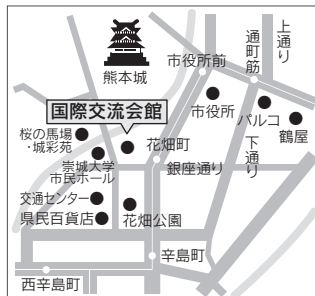 上通り
通町筋
市役所前
熊本城
国際交流会館
市役所
パルコ
鶴屋
桜の馬場
・城彩苑
花畑町
下通り
銀座通り
崇城大学
市民ホール
交通センター
県民百貨店
花畑公園
辛島町
西辛島町